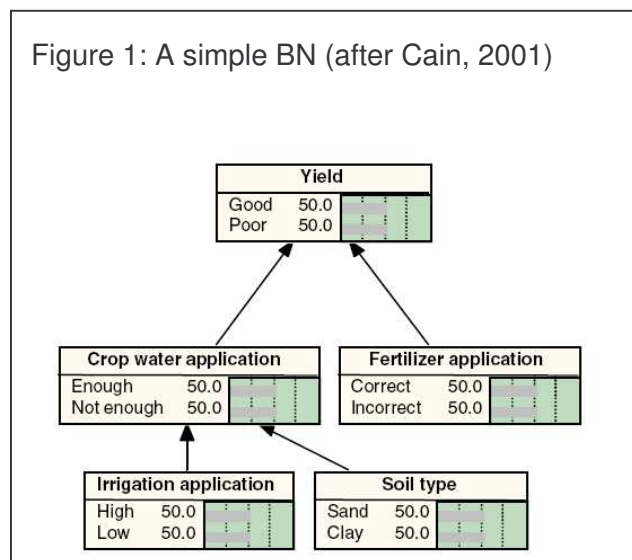 Figure 1: A simple BN (after Cain, 2001)
Yield
Good 50.0
Poor 50.0
Crop water application
Enough 50.0
Not enough 50.0
Fertilizer application
Correct 50.0
Incorrect 50.0
Irrigation application
High 50.0
Low 50.0
Soil type
Sand 50.0
Clay 50.0